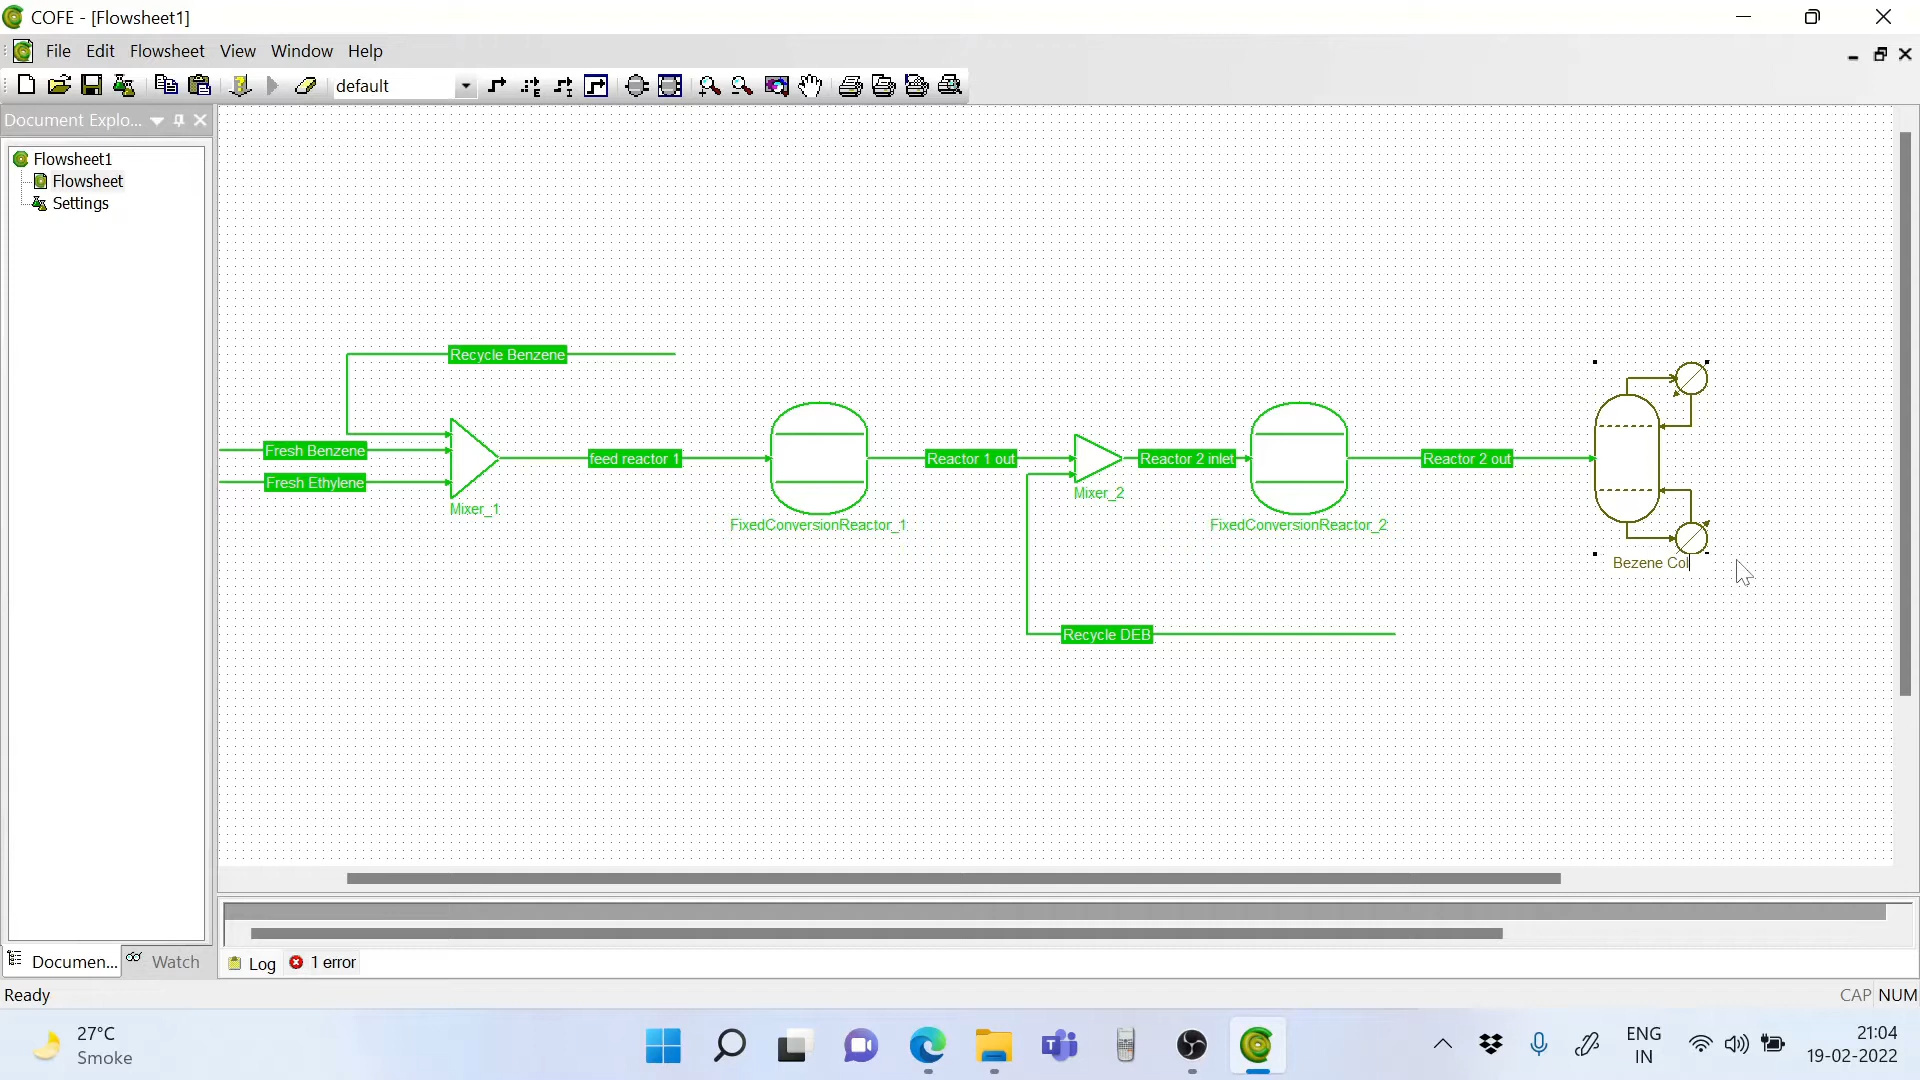 COFE - [Flowsheet1]
File Edit Flowsheet View Window Help
default
Document Explo...
Flowsheet1
Flowsheet
Settings
Recycle Benzene
Fresh Benzene
Fresh Ethylene
Mixer_1
feed reactor 1
FixedConversionReactor_1
Reactor 1 out
Mixer_2
Reactor 2 inlet
FixedConversionReactor_2
Reactor 2 out
Bezene Col
Recycle DEB
Documen... Watch
Log 1 error
Ready
CAP NUM
27°C
Smoke
ENG
IN
21:04
19-02-2022